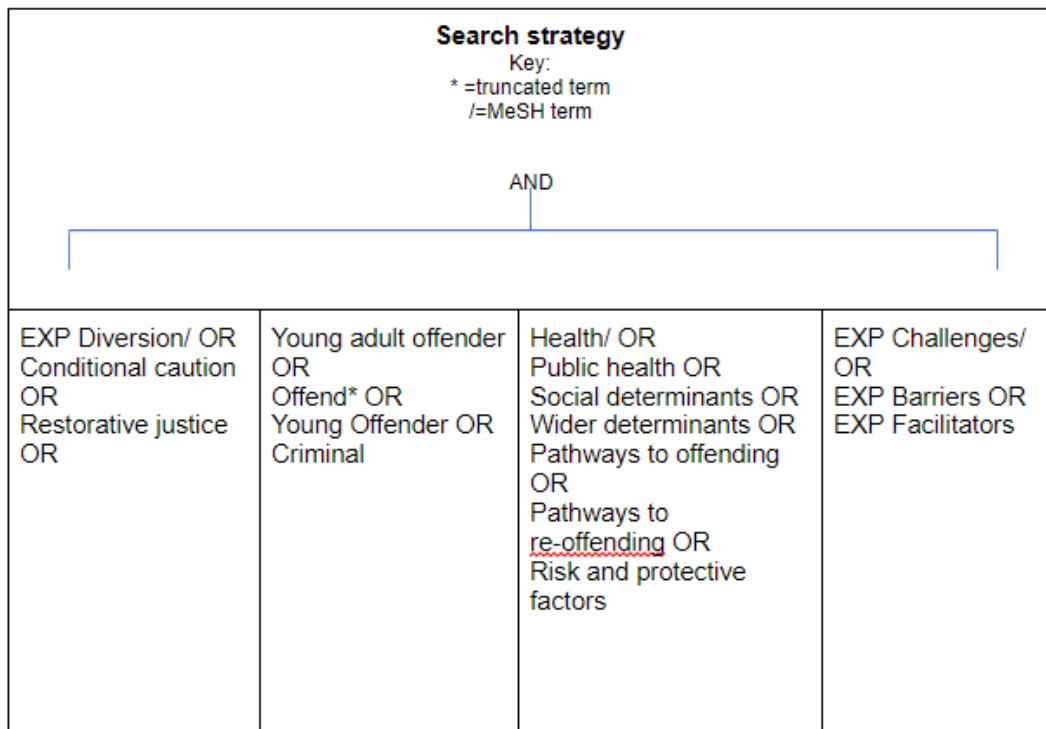 Search strategy
Key:
* =truncated term
/=MeSH term
AND
EXP Diversion/ OR
Conditional caution
OR
Restorative justice
OR
Young adult offender
OR
Offend* OR
Young Offender OR
Criminal
Health/ OR
Public health OR
Social determinants OR
Wider determinants OR
Pathways to offending
OR
Pathways to
re-offending OR
Risk and protective
factors
EXP Challenges/
OR
EXP Barriers OR
EXP Facilitators